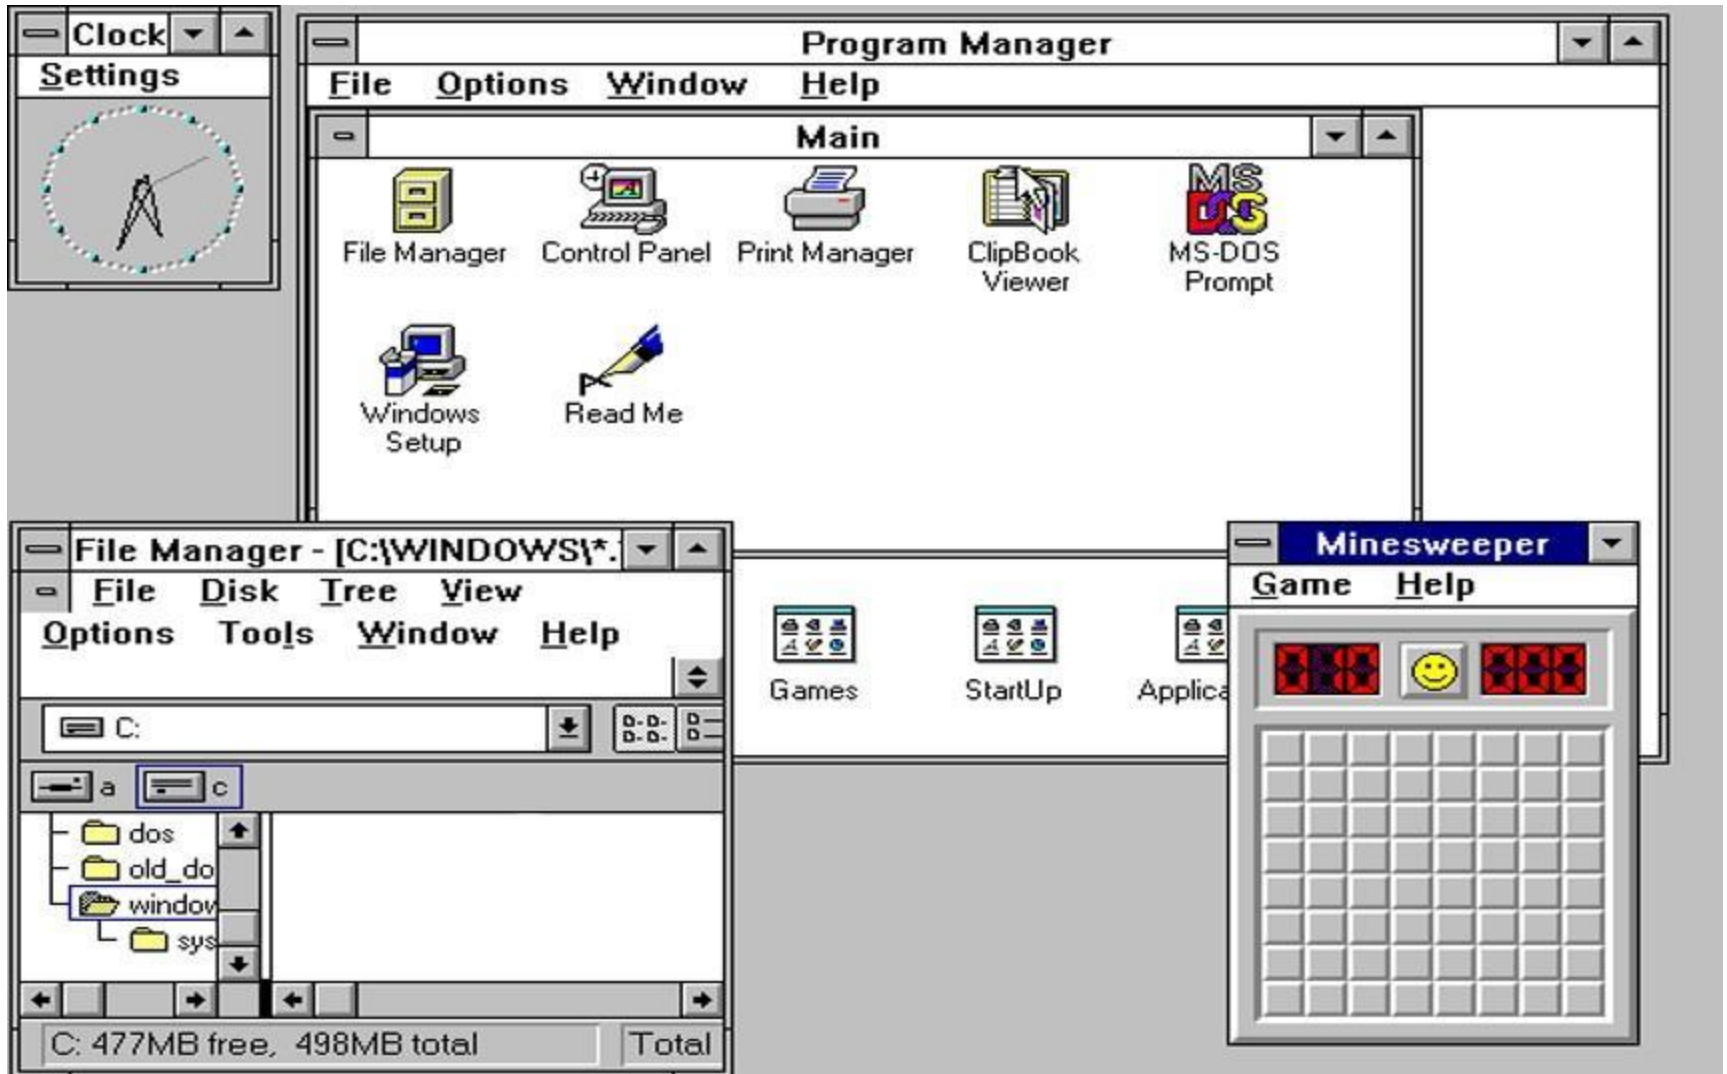 Clock
Settings
Program Manager
File Options Window Help
Main
File Manager
Control Panel
Print Manager
ClipBook
Viewer
MS-DOS
Prompt
Windows
Setup
Read Me
File Manager - [C:\WINDOWS\*.
File Disk Tree View
Options Tools Window Help
C:
a
c
dos
old_do
window
sys
C: 477MB free, 498MB total
Total
Games
StartUp
Applica
Minesweeper
Game Help